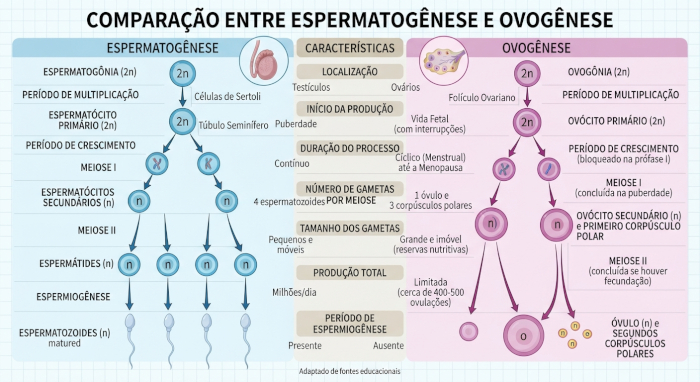 COMPARAÇÃO ENTRE ESPERMATOGÊNESE E OVOGÊNESE
ESPERMATOGÊNESE
ESPERMATOGÔNIA (2n)
2n
PERÍODO DE MULTIPLICAÇÃO
Células de Sertoli
ESPERMATÓCITO
PRIMÁRIO (2n)
2n
Túbulo Seminífero
PERÍODO DE CRESCIMENTO
MEIOSE I
ESPERMATÓCITOS
SECUNDÁRIOS (n)
n
n
MEIOSE II
ESPERMÁTIDES (n)
n
n
n
n
ESPERMIOGÊNESE
ESPERMATOZOIDES (n)
matured
CARACTERÍSTICAS
LOCALIZAÇÃO
Testículos
Ovários
INÍCIO DA PRODUÇÃO
Puberdade
Vida Fetal
(com interrupções)
DURAÇÃO DO PROCESSO
Contínuo
Cíclico (Menstrual)
até a Menopausa
NÚMERO DE GAMETAS
POR MEIOSE
4 espermatozoides
1 óvulo e
3 corpúsculos polares
TAMANHO DOS GAMETAS
Pequenos e
móveis
Grande e imóvel
(reservas nutritivas)
PRODUÇÃO TOTAL
Milhões/dia
Limitada
(cerca de 400-500
ovulações)
PERÍODO DE
ESPERMIOGÊNESE
Presente
Ausente
OVOGÊNESE
2n
OVOGÔNIA (2n)
Folículo Ovariano
PERÍODO DE MULTIPLICAÇÃO
2n
OVÓCITO PRIMÁRIO (2n)
PERÍODO DE CRESCIMENTO
(bloqueado na prófase I)
MEIOSE I
(concluída na puberdade)
n
n
OVÓCITO SECUNDÁRIO (n)
e PRIMEIRO CORPÚSCULO
POLAR
MEIOSE II
(concluída se houver
fecundação)
o
n
n
n
n
ÓVULO (n) e
SEGUNDOS
CORPÚSCULOS
POLARES
Adaptado de fontes educacionais